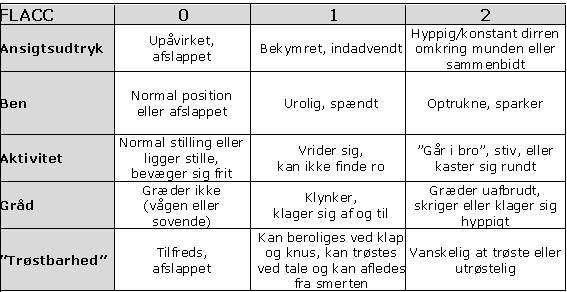 FLACC 0 1 2
Ansigtsudtryk
Upåvirket,
afslappet
Bekymret, indadvendt
Hyppig/konstant dirren
omkring munden eller
sammenbidt
Ben
Normal position
eller afslappet
Urolig, spændt
Optrukne, sparker
Aktivitet
Normal stilling eller
ligger stille,
bevæger sig frit
Vrider sig,
kan ikke finde ro
”Går i bro”, stiv, eller
kaster sig rundt
Gråd
Græder ikke
(vågen eller
sovende)
Klynker,
klager sig af og til
Græder uafbrudt,
skriger eller klager sig
hyppigt
”Trøstbarhed”
Tilfreds,
afslappet
Kan beroliges ved klap
og knus, kan trøstes
ved tale og kan afledes
fra smerten
Vanskelig at trøste eller
utrøstelig